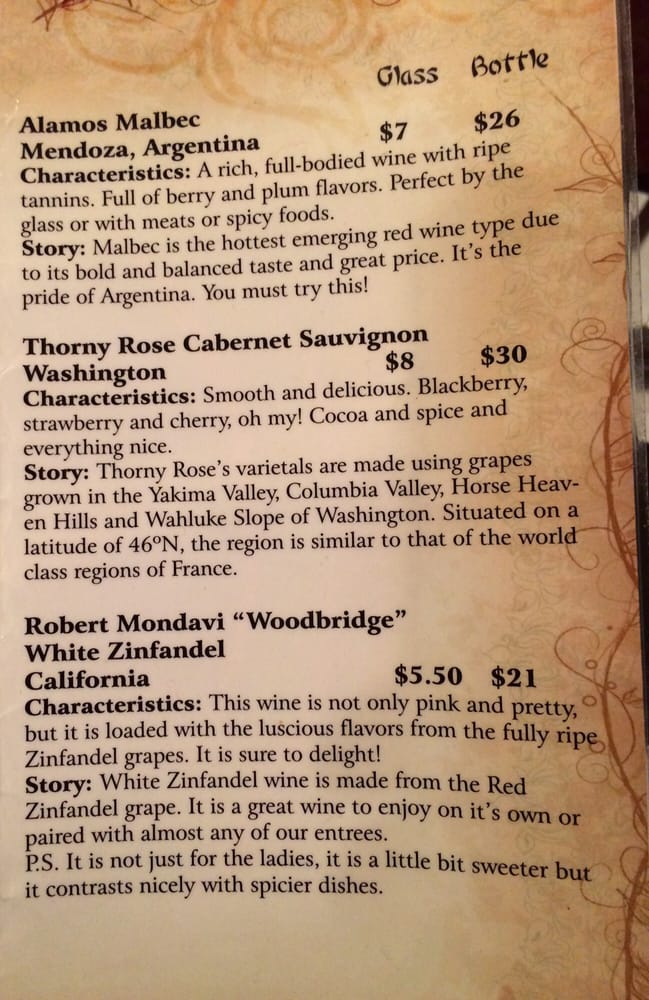 Glass Bottle
Alamos Malbec
Mendoza, Argentina $7 $26
Characteristics: A rich, full-bodied wine with ripe
tannins. Full of berry and plum flavors. Perfect by the
glass or with meats or spicy foods.
Story: Malbec is the hottest emerging red wine type due
to its bold and balanced taste and great price. It's the
pride of Argentina. You must try this!
Thorny Rose Cabernet Sauvignon
Washington $8 $30
Characteristics: Smooth and delicious. Blackberry,
strawberry and cherry, oh my! Cocoa and spice and
everything nice.
Story: Thorny Rose's varietals are made using grapes
grown in the Yakima Valley, Columbia Valley, Horse Heav-
en Hills and Wahluke Slope of Washington. Situated on a
latitude of 46ºN, the region is similar to that of the world
class regions of France.
Robert Mondavi “Woodbridge”
White Zinfandel
California $5.50 $21
Characteristics: This wine is not only pink and pretty,
but it is loaded with the luscious flavors from the fully ripe
Zinfandel grapes. It is sure to delight!
Story: White Zinfandel wine is made from the Red
Zinfandel grape. It is a great wine to enjoy on it's own or
paired with almost any of our entrees.
P.S. It is not just for the ladies, it is a little bit sweeter but
it contrasts nicely with spicier dishes.